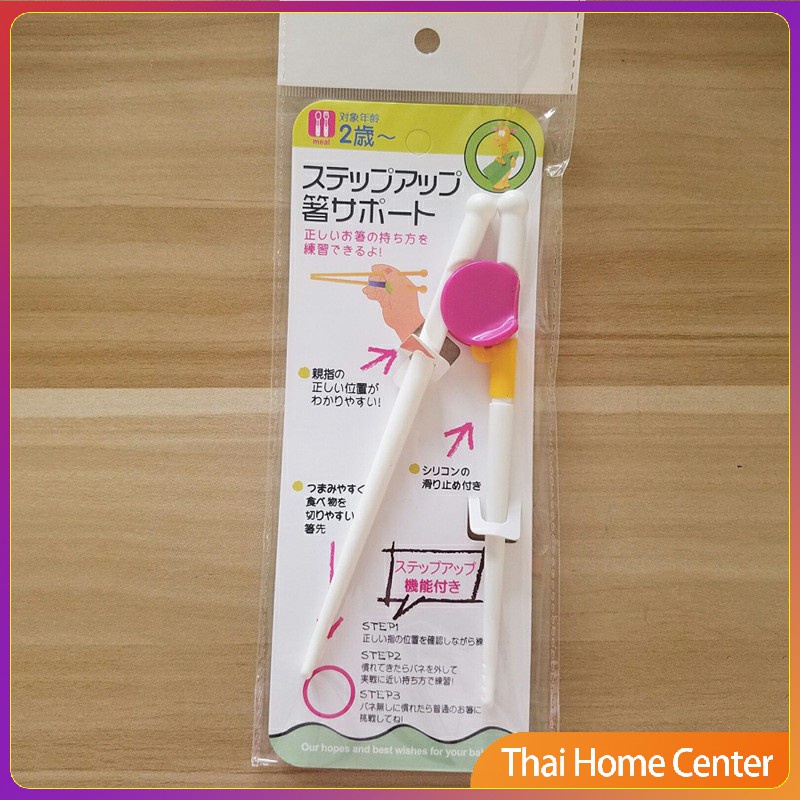 meal
対象年齢
2歳～
ステップアップ
箸サポート
正しいお箸の持ち方を
練習できるよ!
親指の
正しい位置が
わかりやすい!
シリコンの
滑り止め付き
つまみやすく
食べ物を
切りやすい
箸先
ステップアップ
機能付き
STEP1
正しい指の位置を確認しながら練
STEP2
慣れてきたらバネを外して
実戦に近い持ち方で練習!
STEP3
バネ無しに慣れたら普通のお箸に
挑戦してね!
Our hopes and best wishes for your
Thai Home Center